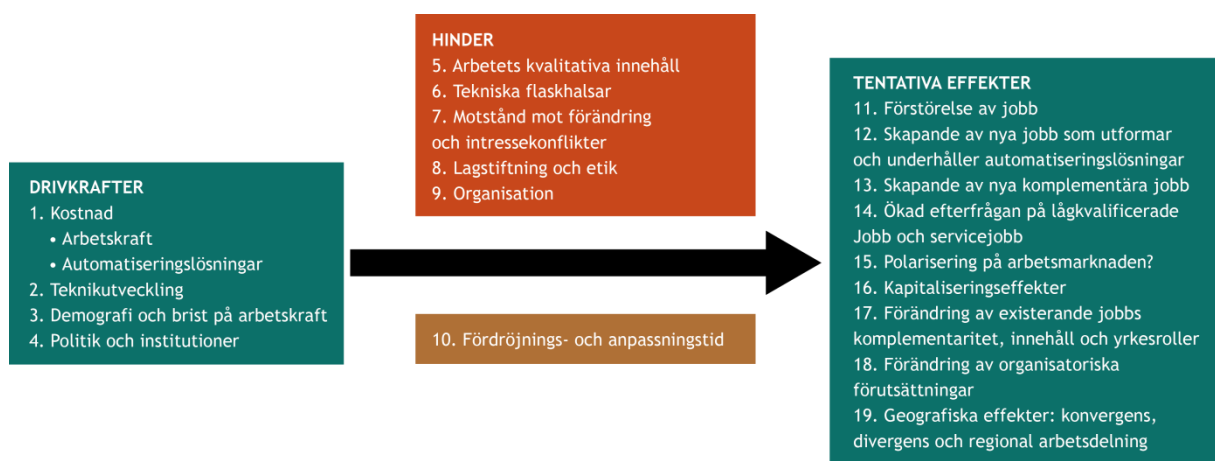 DRIVKRAFTER
1. Kostnad
• Arbetskraft
• Automatiseringslösningar
2. Teknikutveckling
3. Demografi och brist på arbetskraft
4. Politik och institutioner
HINDER
5. Arbetets kvalitativa innehåll
6. Tekniska flaskhalsar
7. Motstånd mot förändring
och intressekonflikter
8. Lagstiftning och etik
9. Organisation
10. Fördröjnings- och anpassningstid
TENTATIVA EFFEKTER
11. Förstörelse av jobb
12. Skapande av nya jobb som utformar
och underhåller automatiseringslösningar
13. Skapande av nya komplementära jobb
14. Ökad efterfrågan på lågkvalificerade
Jobb och servicejobb
15. Polarisering på arbetsmarknaden?
16. Kapitaliseringseffekter
17. Förändring av existerande jobbs
komplementaritet, innehåll och yrkesroller
18. Förändring av organisatoriska
förutsättningar
19. Geografiska effekter: konvergens,
divergens och regional arbetsdelning